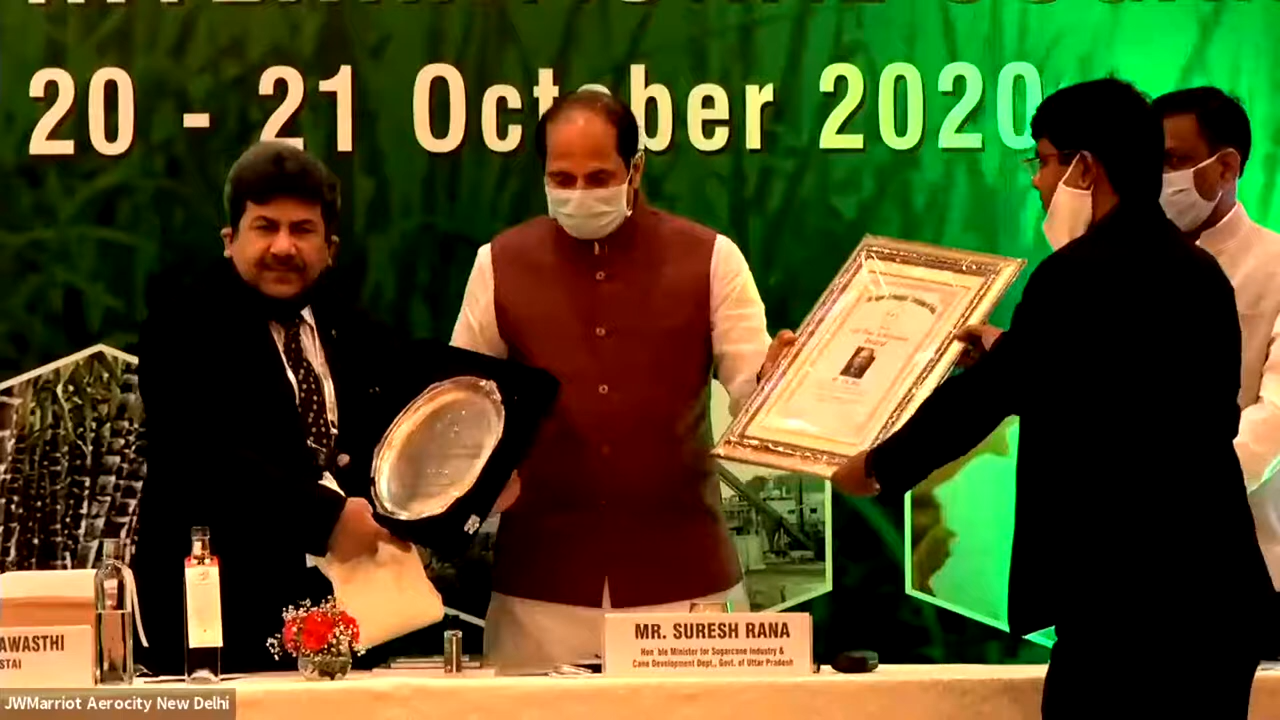 20 - 21 October 2020
Award
AWASTHI
STAI
MR. SURESH RANA
Hon'ble Minister for Sugarcane Industry &
Cane Development Dept., Govt. of Uttar Pradesh
JWMarriot Aerocity New Delhi